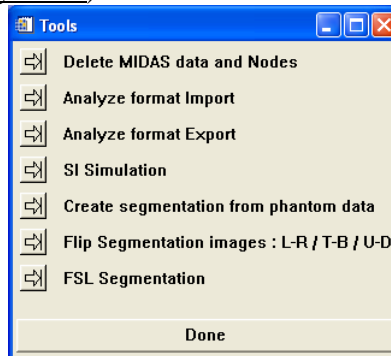 Tools
Delete MIDAS data and Nodes
Analyze format Import
Analyze format Export
SI Simulation
Create segmentation from phantom data
Flip Segmentation images : L-R / T-B / U-D
FSL Segmentation
Done